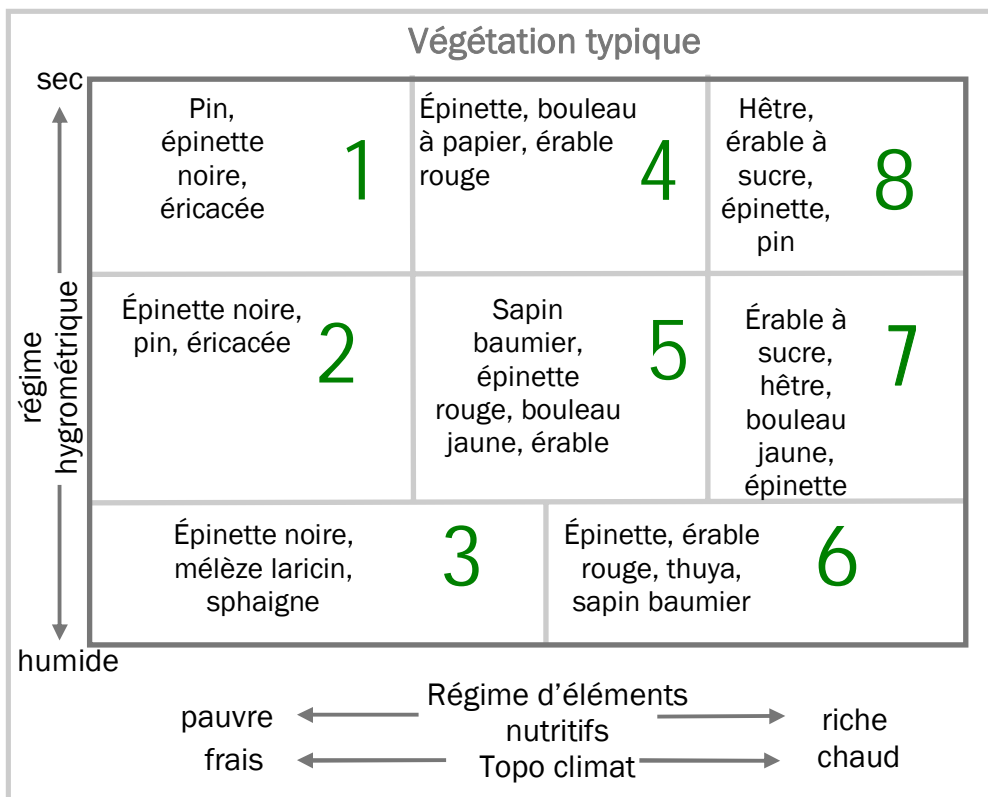 Végétation typique
sec
régime
hygrométrique
humide
Pin,
épinette
noire,
éricacée
1
Épinette, bouleau
à papier, érable
rouge
4
Hêtre,
érable à
sucre,
épinette,
pin
8
Épinette noire,
pin, éricacée
2
Sapin
baumier,
épinette
rouge, bouleau
jaune, érable
5
Érable à
sucre,
hêtre,
bouleau
jaune,
épinette
7
Épinette noire,
mélèze laricin,
sphaigne
3
Épinette, érable
rouge, thuya,
sapin baumier
6
pauvre
Régime d'éléments
nutritifs
riche
frais
Topo climat
chaud